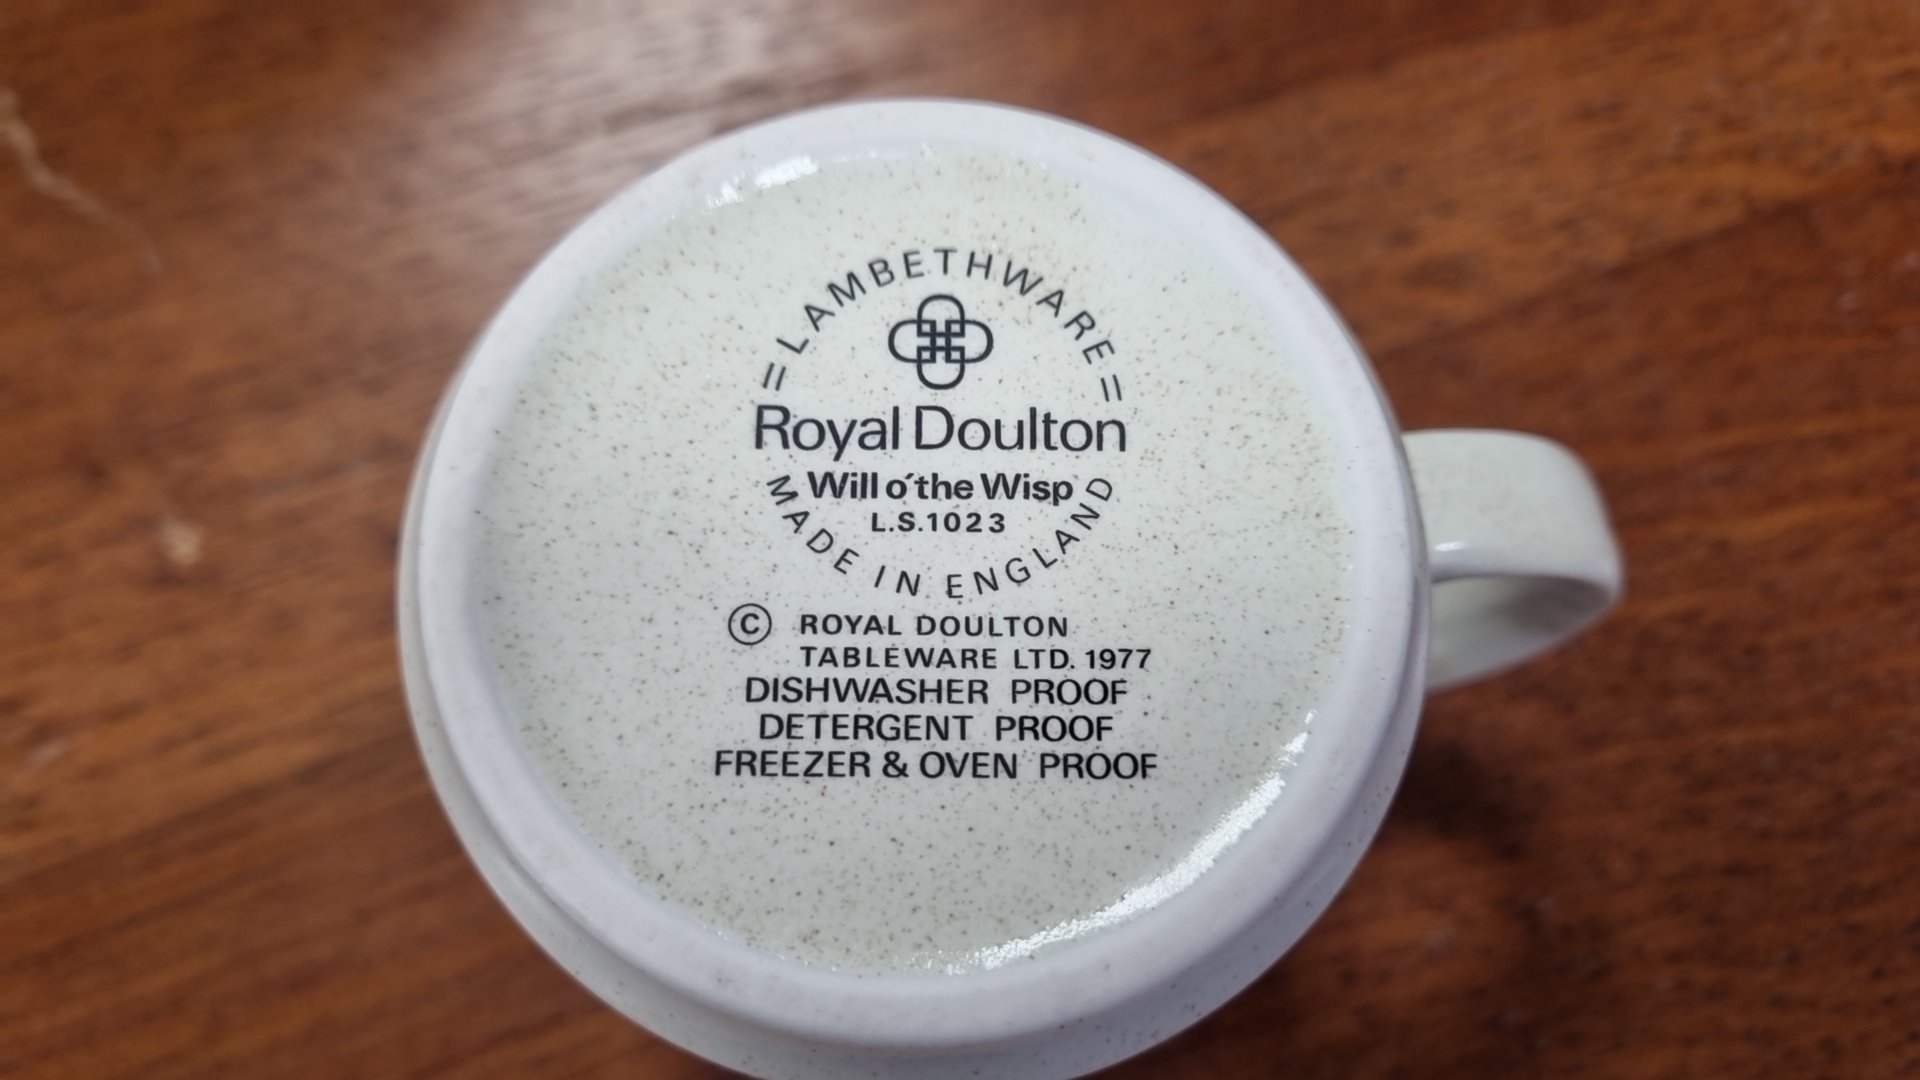 =LAMBETHWARE=
Royal Doulton
Will o'the Wisp
L.S.1023
MADE IN ENGLAND
© ROYAL DOULTON
TABLEWARE LTD. 1977
DISHWASHER PROOF
DETERGENT PROOF
FREEZER & OVEN PROOF